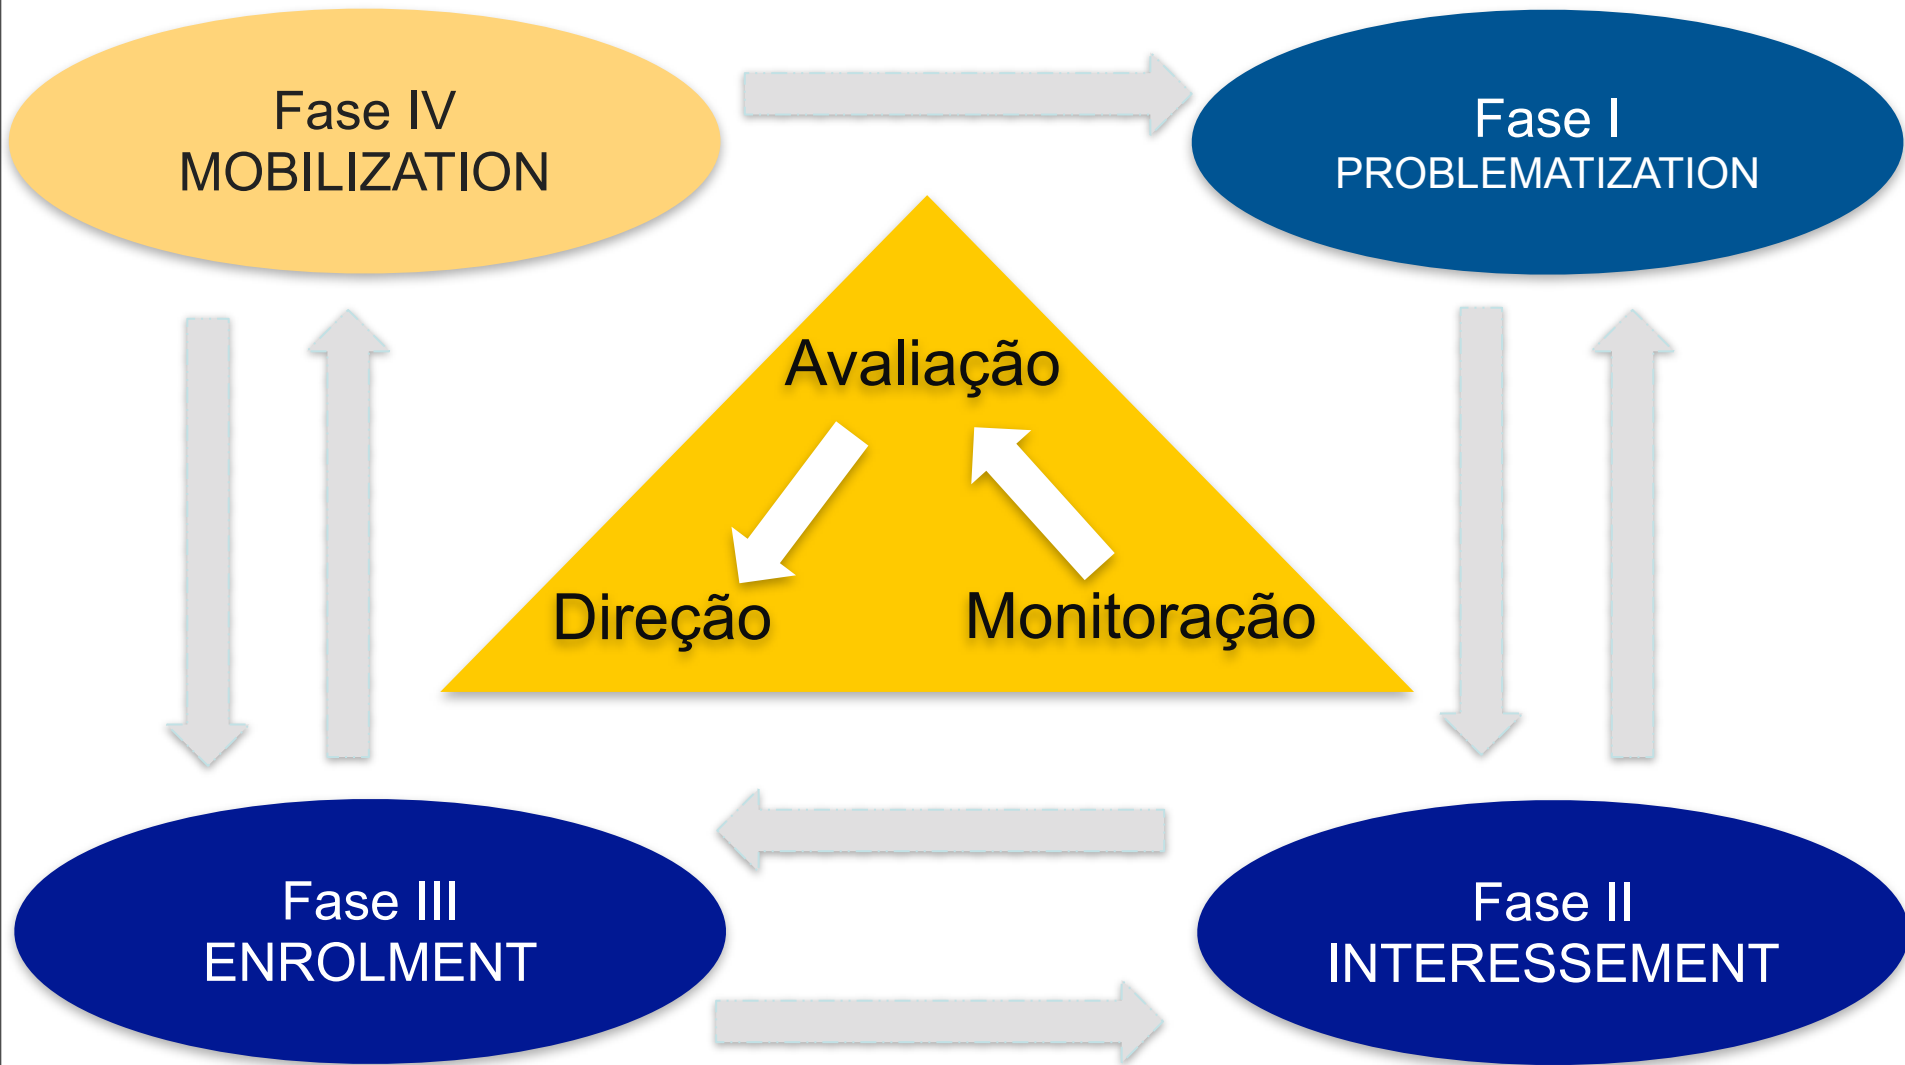 Fase IV
MOBILIZATION
Fase I
PROBLEMATIZATION
Avaliação
Direção
Monitoração
Fase III
ENROLMENT
Fase II
INTERESSEMENT